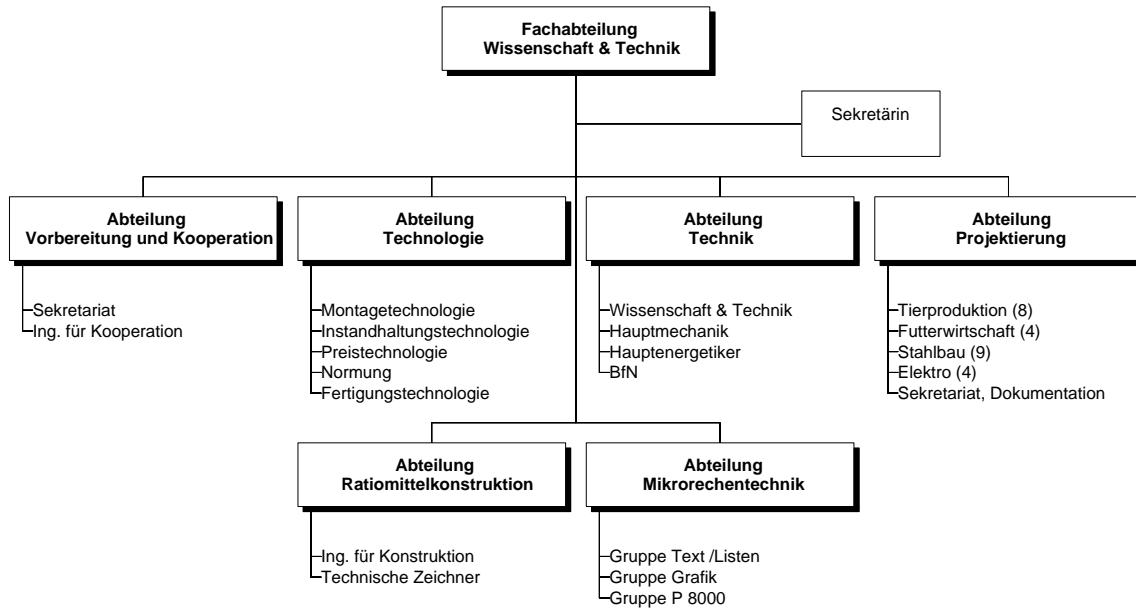 Fachabteilung
Wissenschaft & Technik
Sekretärin
Abteilung
Vorbereitung und Kooperation
Sekretariat
Ing. für Kooperation
Abteilung
Technologie
Montagetechnologie
Instandhaltungstechnologie
Preistechnologie
Normung
Fertigungstechnologie
Abteilung
Technik
Wissenschaft & Technik
Hauptmechanik
Hauptenergetiker
BfN
Abteilung
Projektierung
Tierproduktion (8)
Futterwirtschaft (4)
Stahlbau (9)
Elektro (4)
Sekretariat, Dokumentation
Abteilung
Ratiomittelkonstruktion
Ing. für Konstruktion
Technische Zeichner
Abteilung
Mikrorechentechnik
Gruppe Text /Listen
Gruppe Grafik
Gruppe P 8000